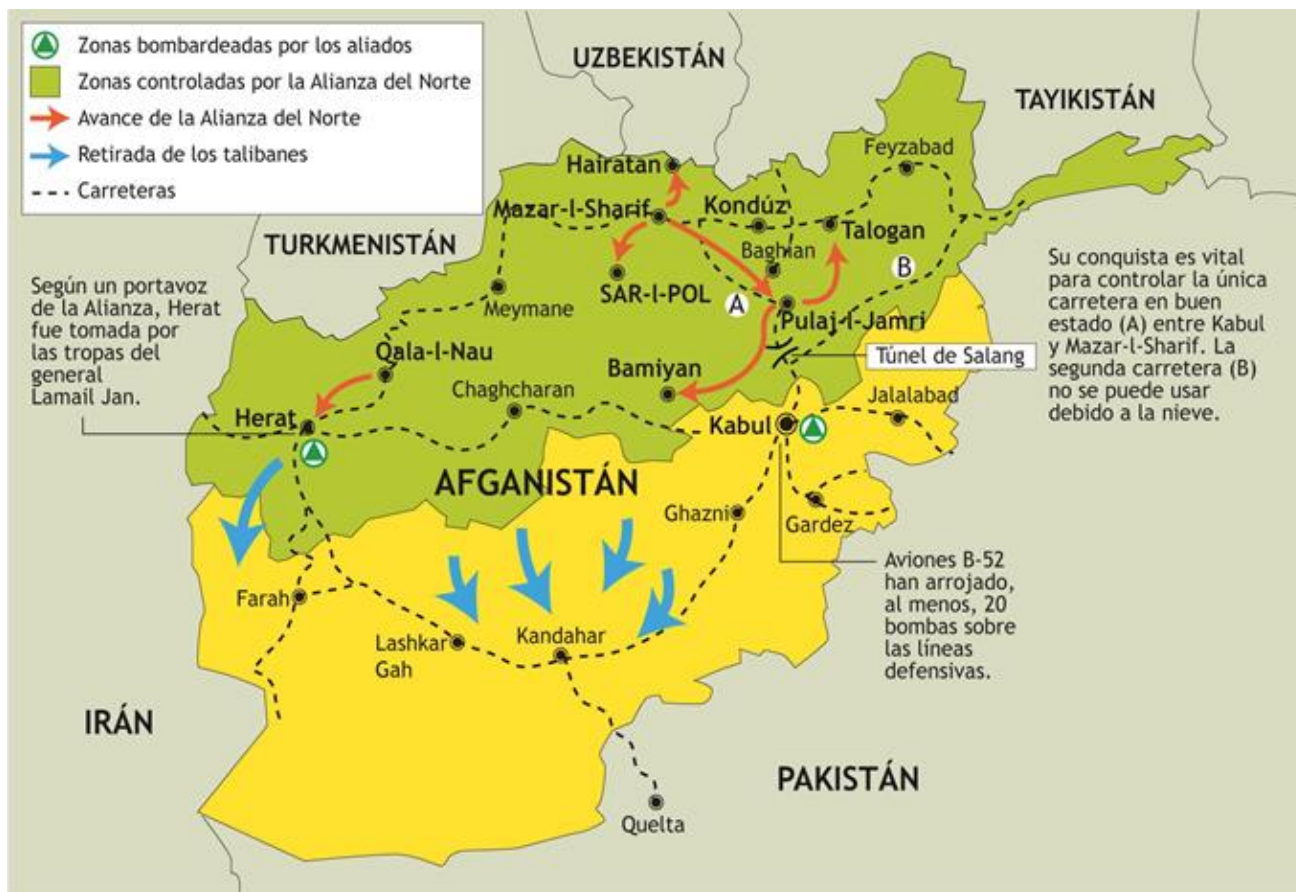 Zonas bombardeadas por los aliados
Zonas controladas por la Alianza del Norte
Avance de la Alianza del Norte
Retirada de los talibanes
Carreteras
UZBEKISTÁN
TAYIKISTÁN
TURKMENISTÁN
Hairatan
Feyzabad
Mazar-l-Sharif
Kondúz
Talogan
Baghian
B
SAR-l-POL
A
Meymane
Pulaj-l-Jamri
Túnel de Salang
Qala-l-Nau
Bamiyan
Chaghcharan
Jalalabad
Herat
Kabul
Según un portavoz
de la Alianza, Herat
fue tomada por
las tropas del
general
Lamail Jan.
Su conquista es vital
para controlar la única
carretera en buen
estado (A) entre Kabul
y Mazar-l-Sharif. La
segunda carretera (B)
no se puede usar
debido a la nieve.
AFGANISTÁN
Ghazni
Gardez
Aviones B-52
han arrojado,
al menos, 20
bombas sobre
las líneas
defensivas.
Farah
Lashkar
Gah
Kandahar
IRÁN
PAKISTÁN
Quelta